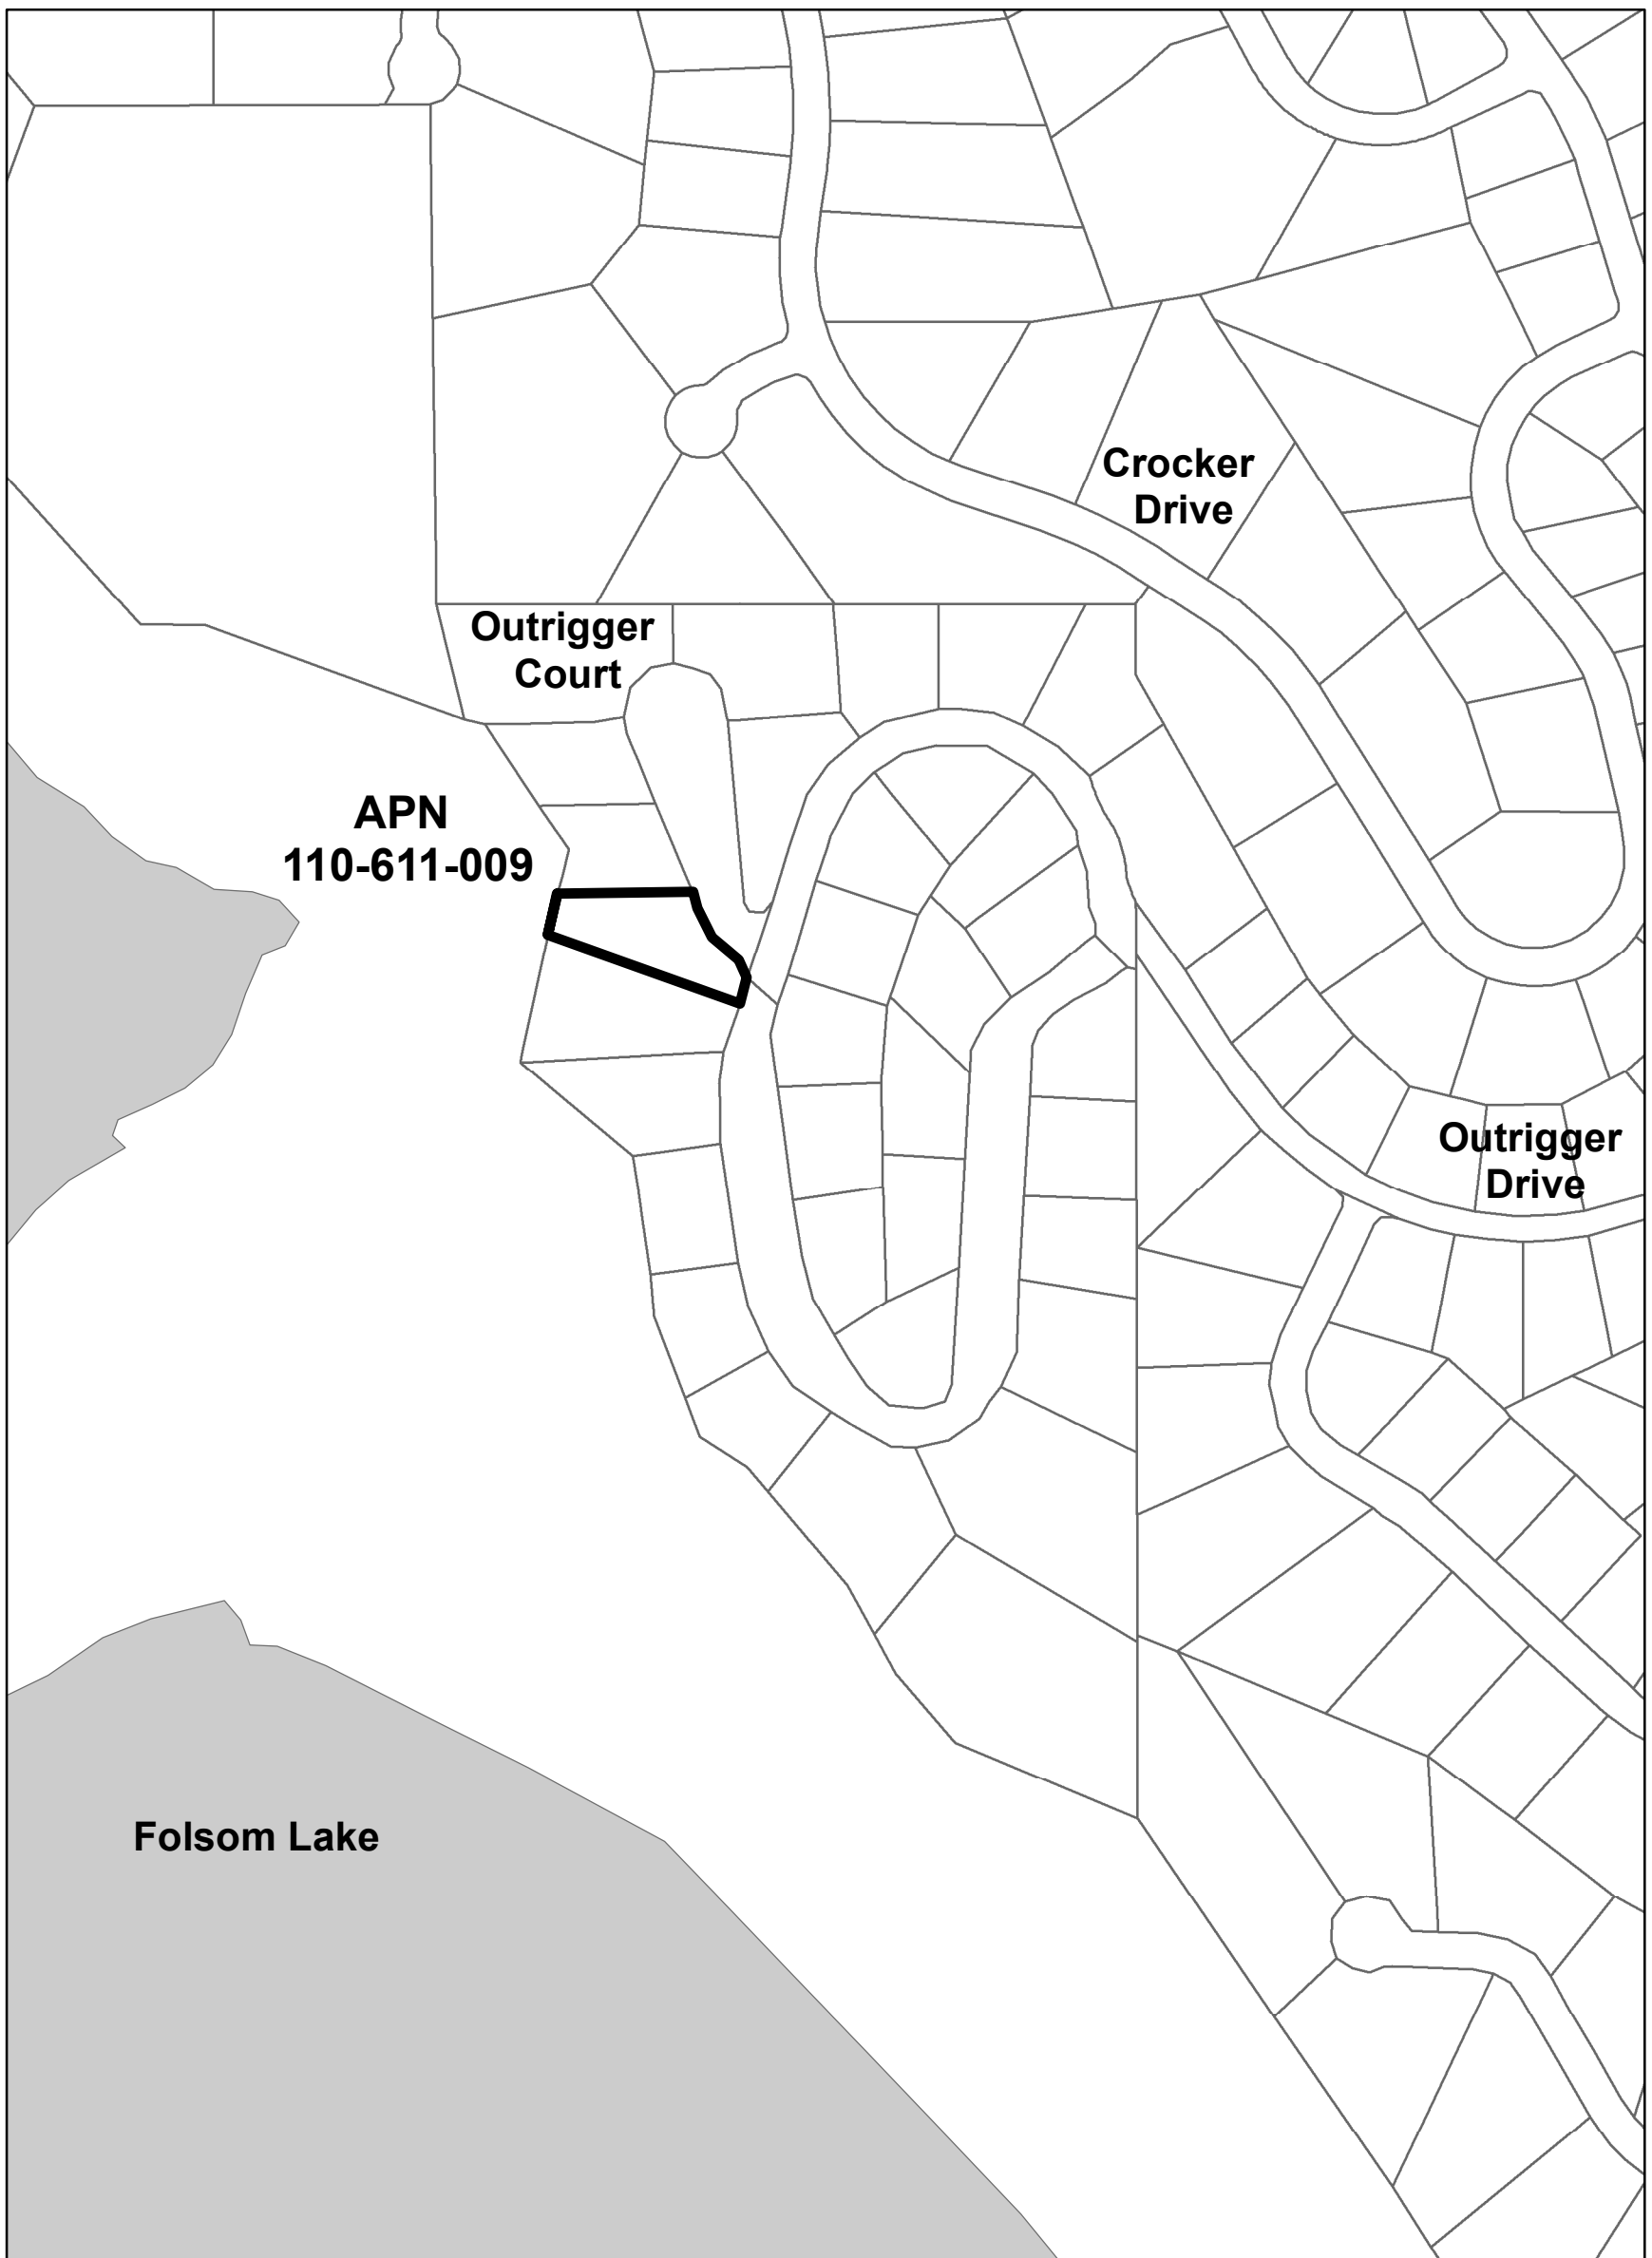 Crocker
Drive
Outrigger
Court
APN
110-611-009
Outrigger
Drive
Folsom Lake